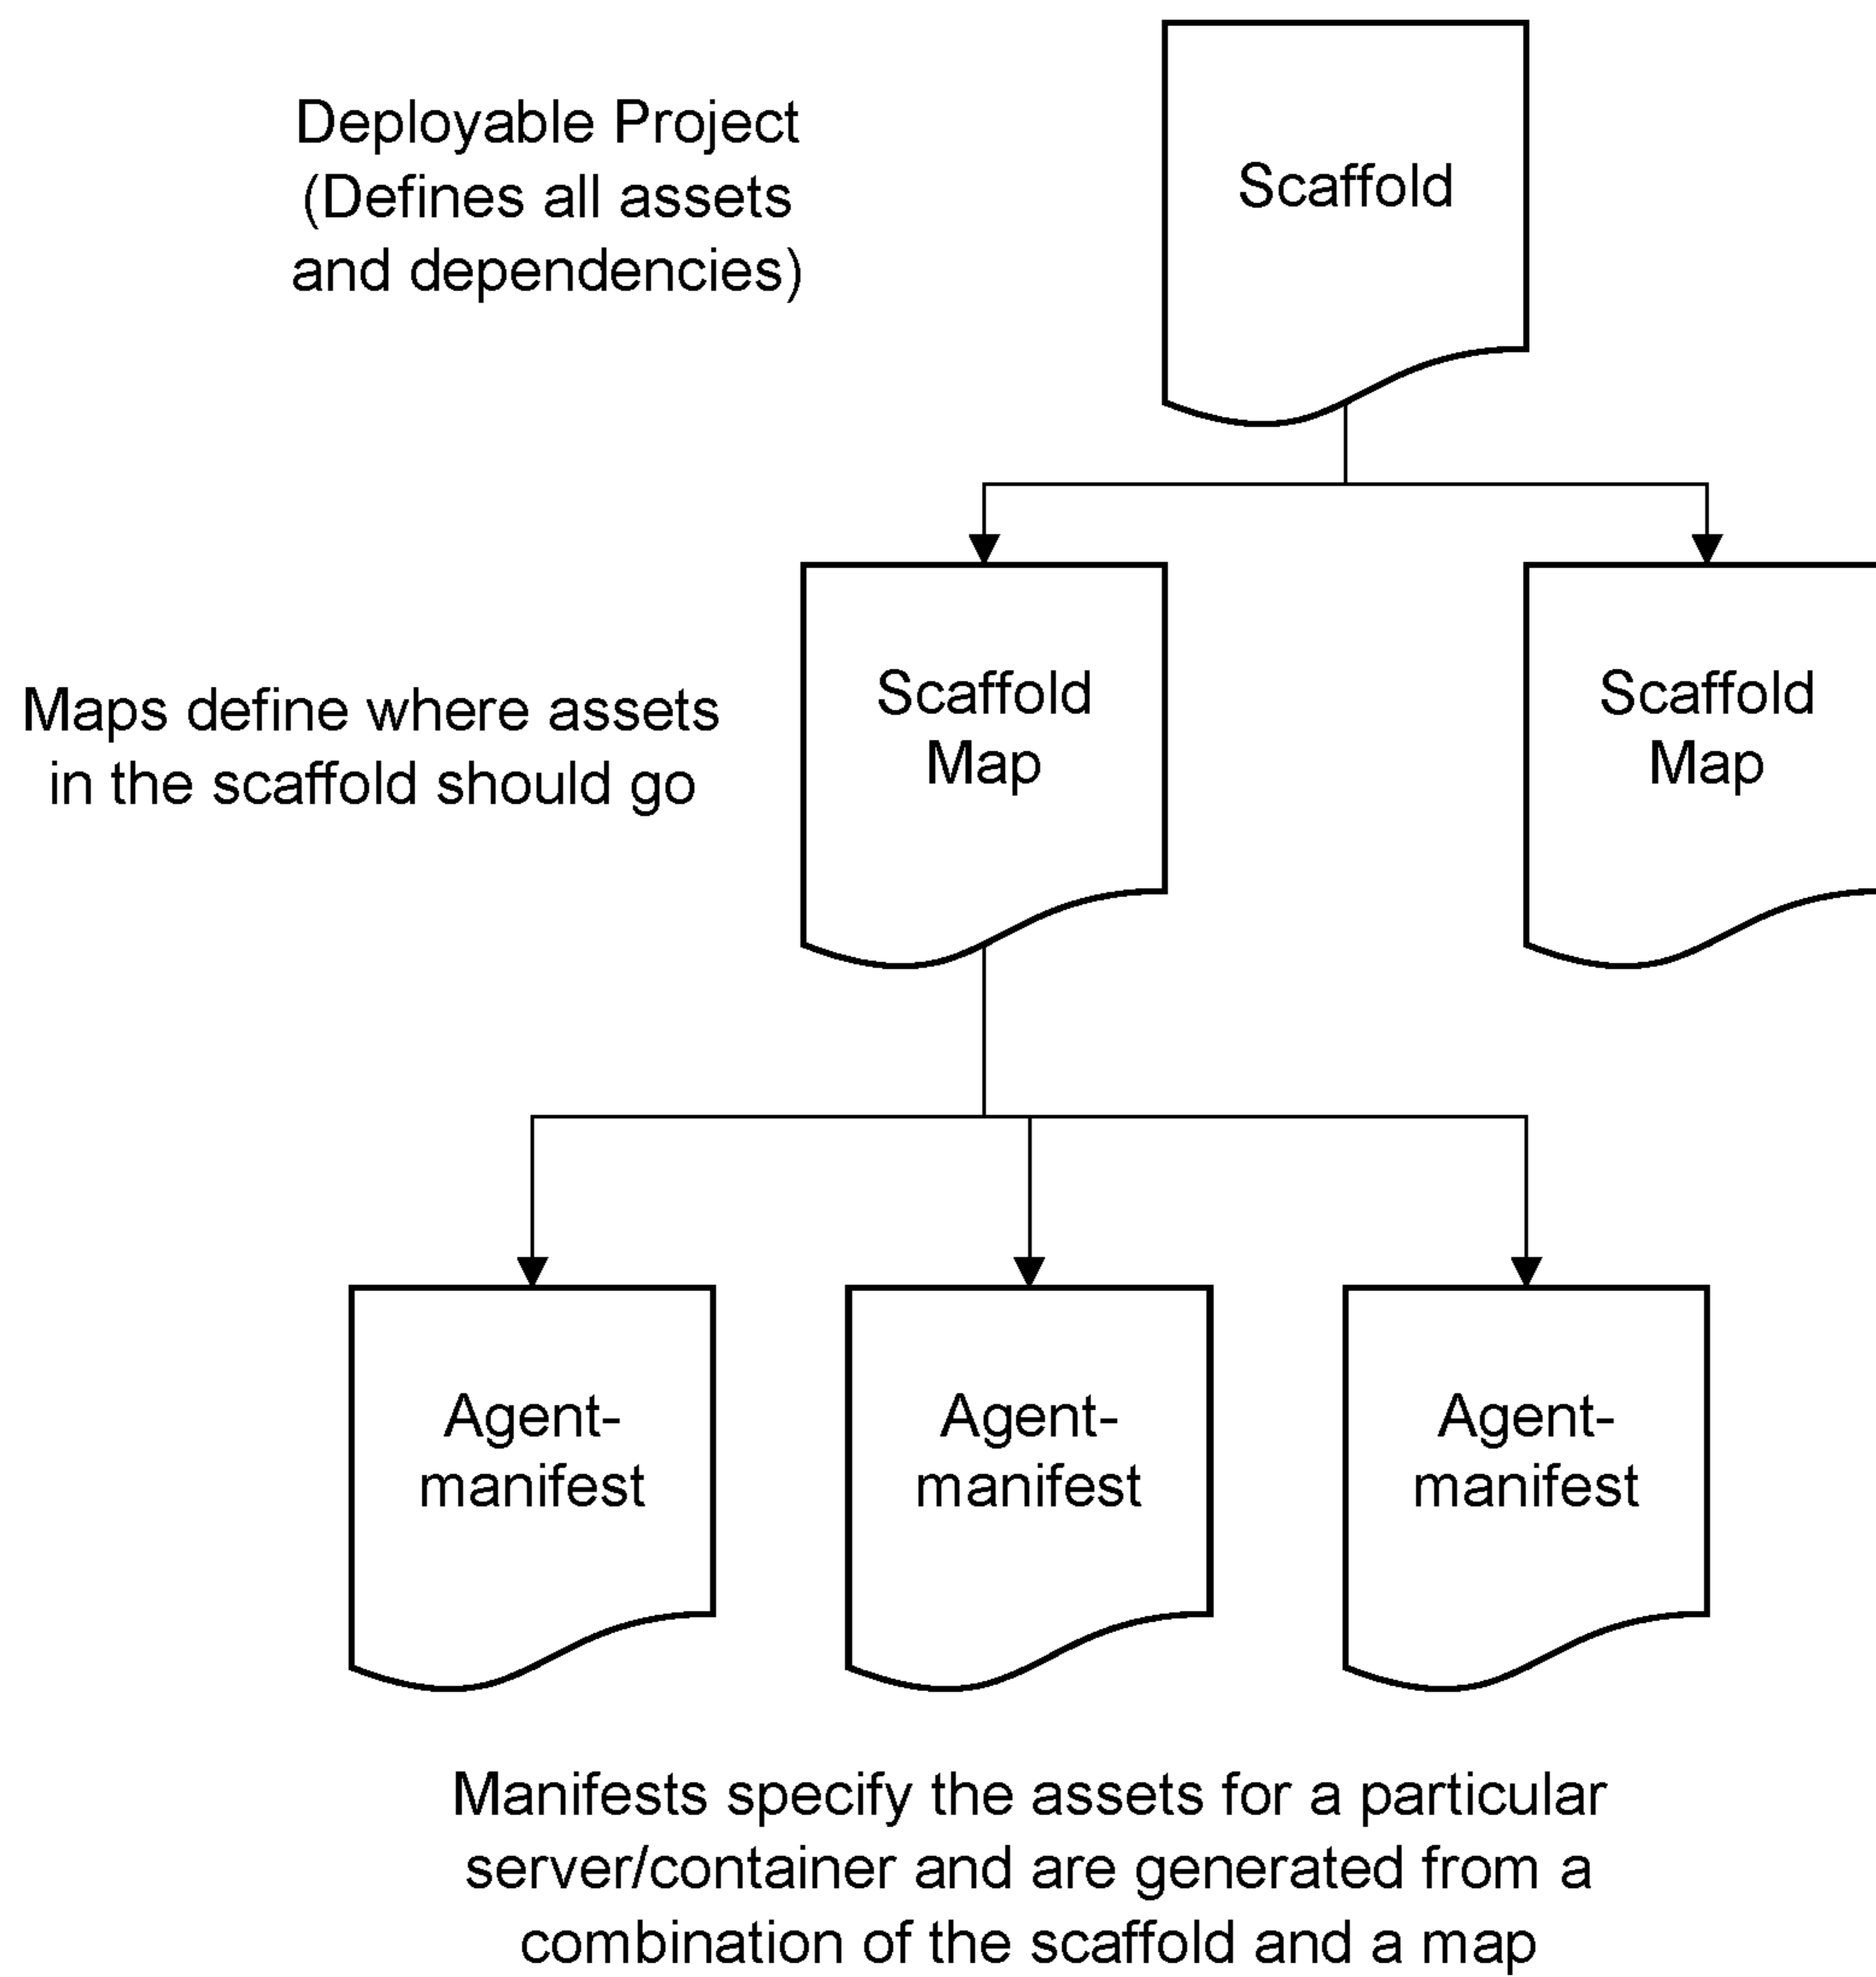 Deployable Project
(Defines all assets
and dependencies)
Scaffold
Maps define where assets
in the scaffold should go
Scaffold
Map
Scaffold
Map
Agent-
manifest
Agent-
manifest
Agent-
manifest
Manifests specify the assets for a particular
server/container and are generated from a
combination of the scaffold and a map